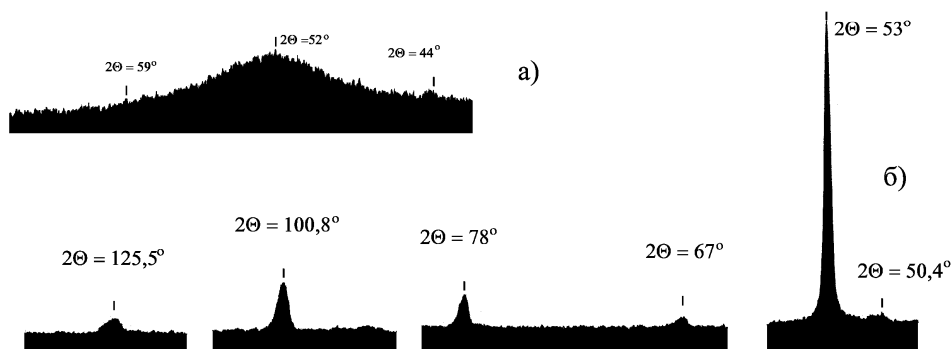 2Θ = 59°
2Θ = 52°
2Θ = 44°
а)
2Θ = 53°
б)
2Θ = 125,5°
2Θ = 100,8°
2Θ = 78°
2Θ = 67°
2Θ = 50,4°